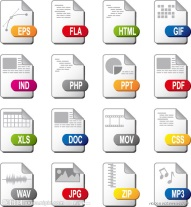 EPS
FLA
HTML
GIF
IND
PHP
PPT
PDF
XLS
DOC
MOV
CSS
WAV
JPG
ZIP
MP3